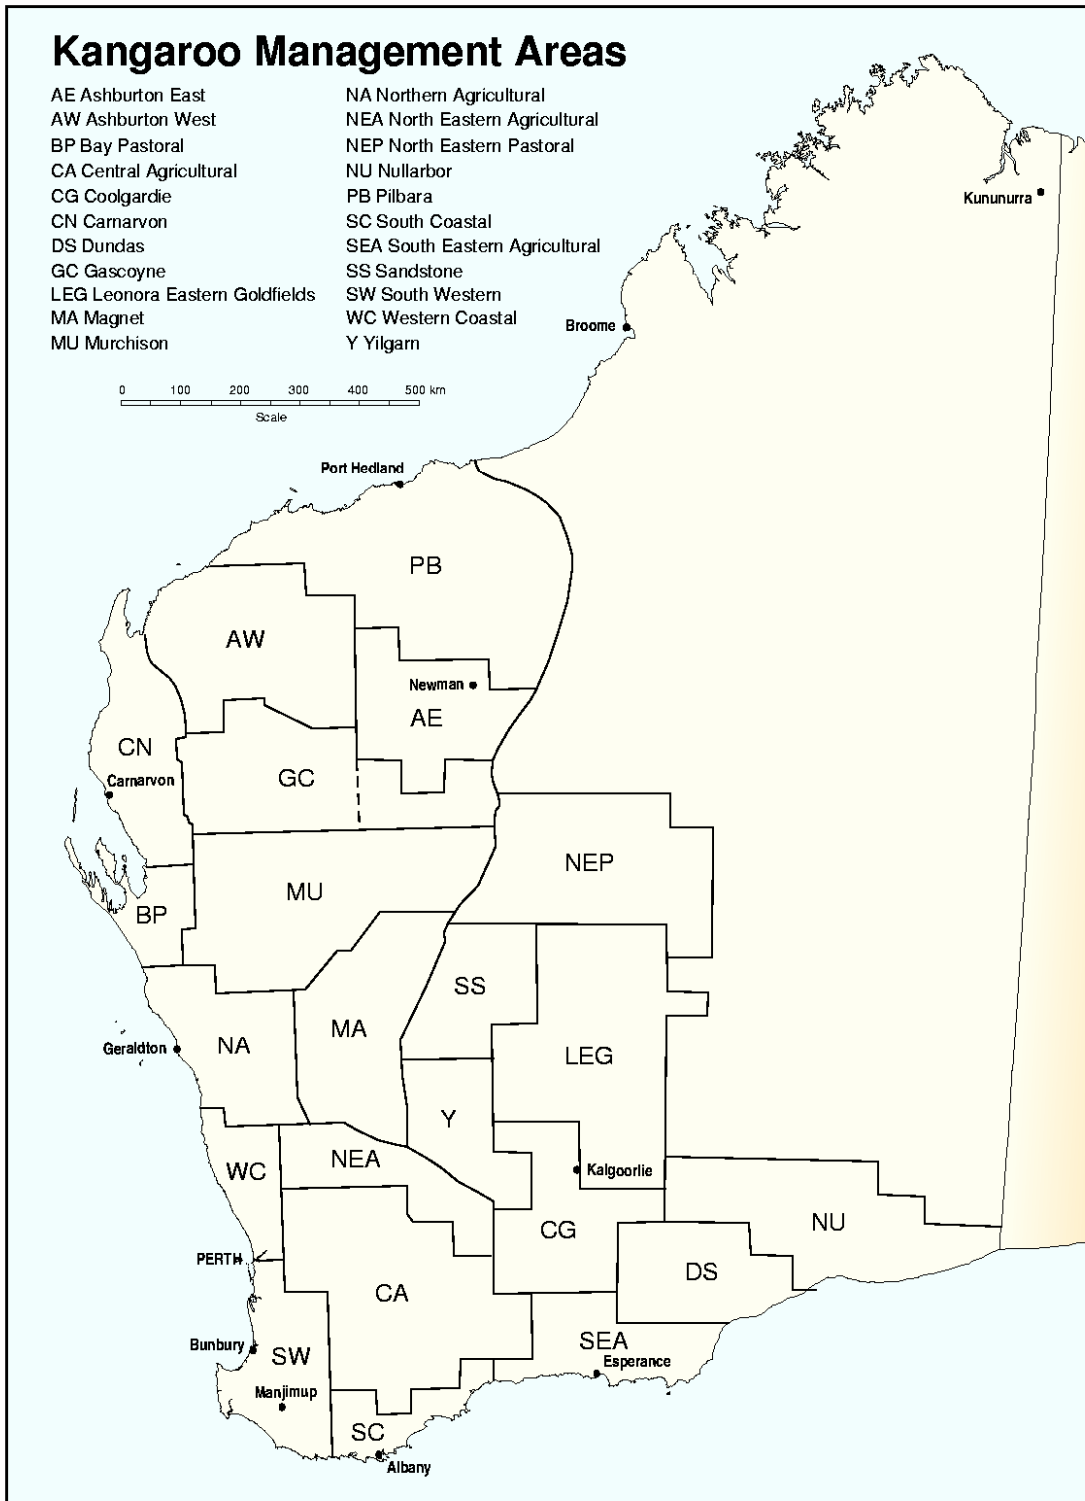 Kangaroo Management Areas
AE Ashburton East
AW Ashburton West
BP Bay Pastoral
CA Central Agricultural
CG Coolgardie
CN Carnarvon
DS Dundas
GC Gascoyne
LEG Leonora Eastern Goldfields
MA Magnet
MU Murchison
NA Northern Agricultural
NEA North Eastern Agricultural
NEP North Eastern Pastoral
NU Nullarbor
PB Pilbara
SC South Coastal
SEA South Eastern Agricultural
SS Sandstone
SW South Western
WC Western Coastal
Y Yilgarn
0 100 200 300 400 500 km
Scale
Kununurra
Broome
Port Hedland
PB
AW
Newman
AE
CN
Carnarvon
GC
NEP
MU
BP
SS
MA
NA
Geraldton
LEG
Y
NEA
WC
Kalgoorlie
NU
CG
PERTH
DS
CA
SEA
Bunbury
SW
Esperance
Manjimup
SC
Albany